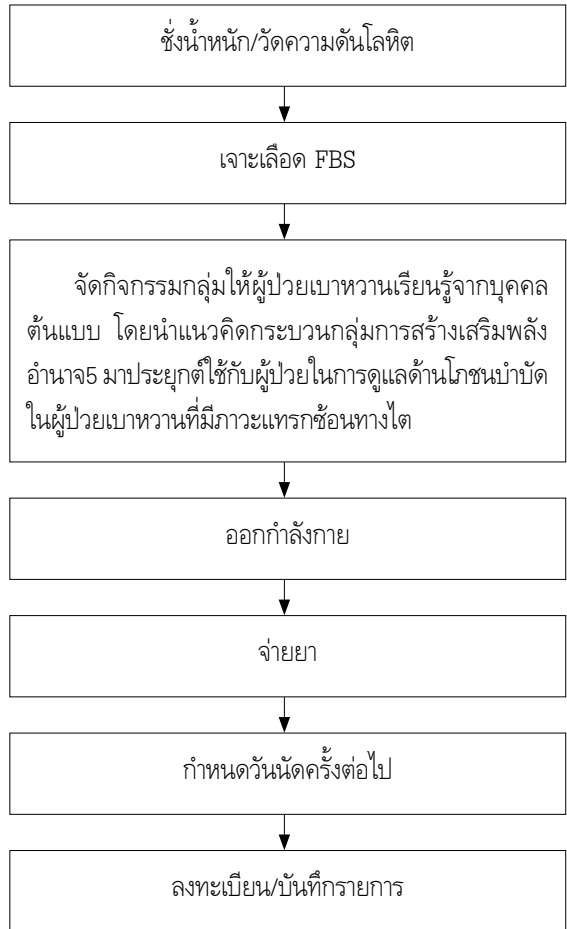 ชั่งน้ำหนัก/วัดความดันโลหิต
เจาะเลือด FBS
จัดกิจกรรมกลุ่มให้ผู้ป่วยเบาหวานเรียนรู้จากบุคคล
ต้นแบบ โดยนำแนวคิดกระบวนกลุ่มการสร้างเสริมพลัง
อำนาจ5 มาประยุกต์ใช้กับผู้ป่วยในการดูแลด้านโภชนบำบัด
ในผู้ป่วยเบาหวานที่มีภาวะแทรกซ้อนทางไต
ออกกำลังกาย
จ่ายยา
กำหนดวันนัดครั้งต่อไป
ลงทะเบียน/บันทึกรายการ